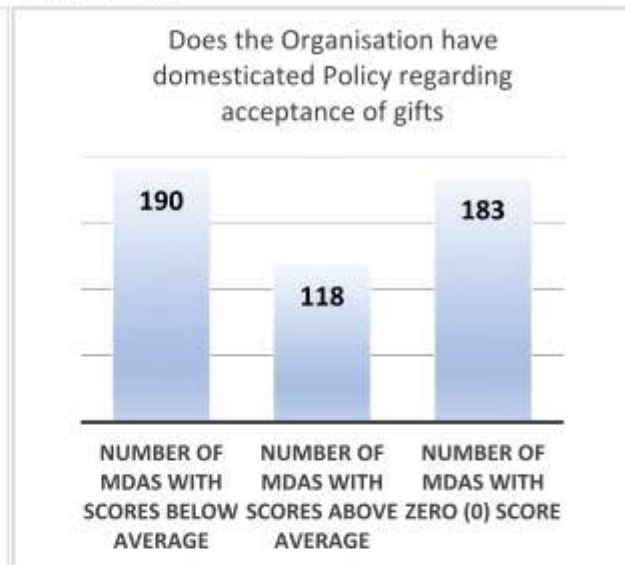 Does the Organisation have
domesticated Policy regarding
acceptance of gifts
190
118
183
NUMBER OF MDAS WITH SCORES BELOW AVERAGE
NUMBER OF MDAS WITH SCORES ABOVE AVERAGE
NUMBER OF MDAS WITH ZERO (0) SCORE